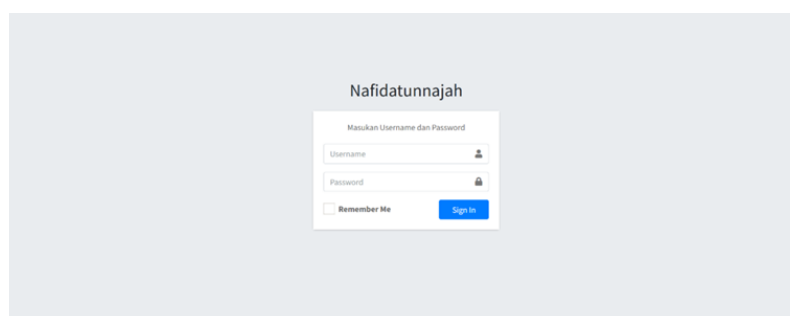 Nafidatunnajah
Masukan Username dan Password
Username
Password
Remember Me
Sign In